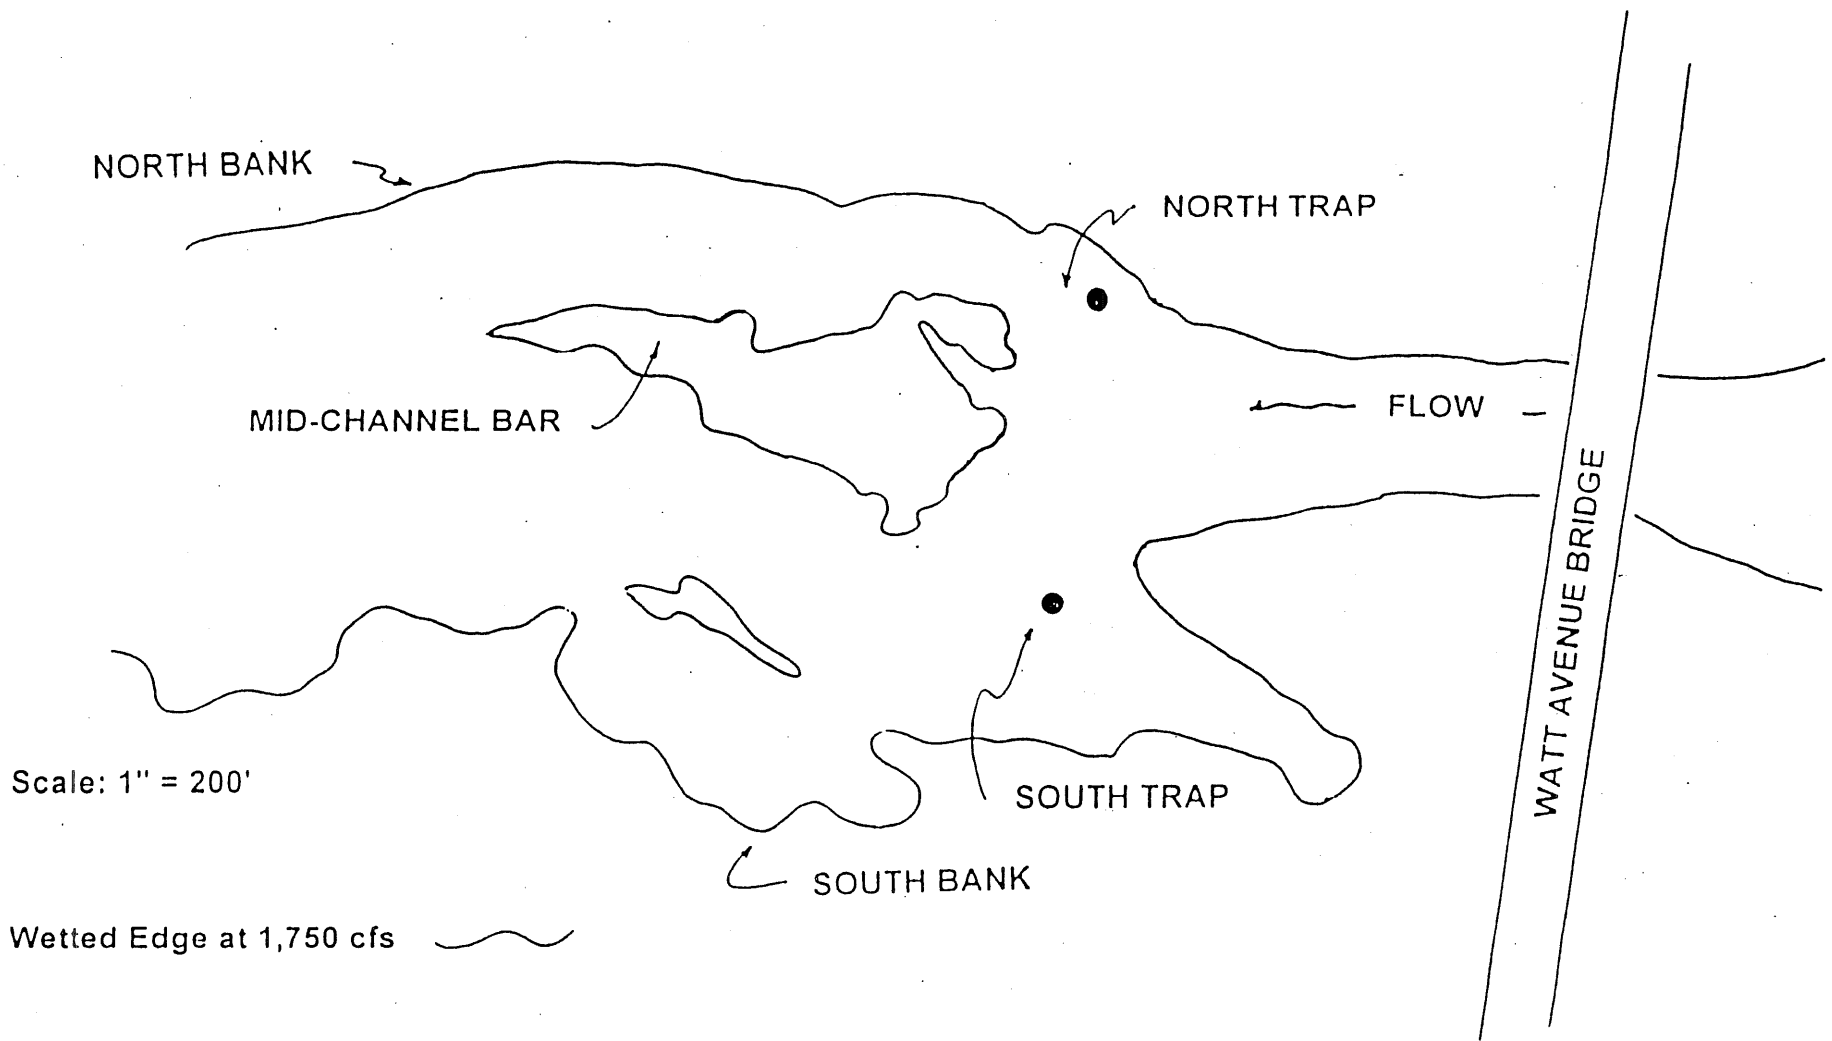 NORTH BANK
NORTH TRAP
MID-CHANNEL BAR
FLOW
WATT AVENUE BRIDGE
Scale: 1" = 200'
SOUTH TRAP
SOUTH BANK
Wetted Edge at 1,750 cfs